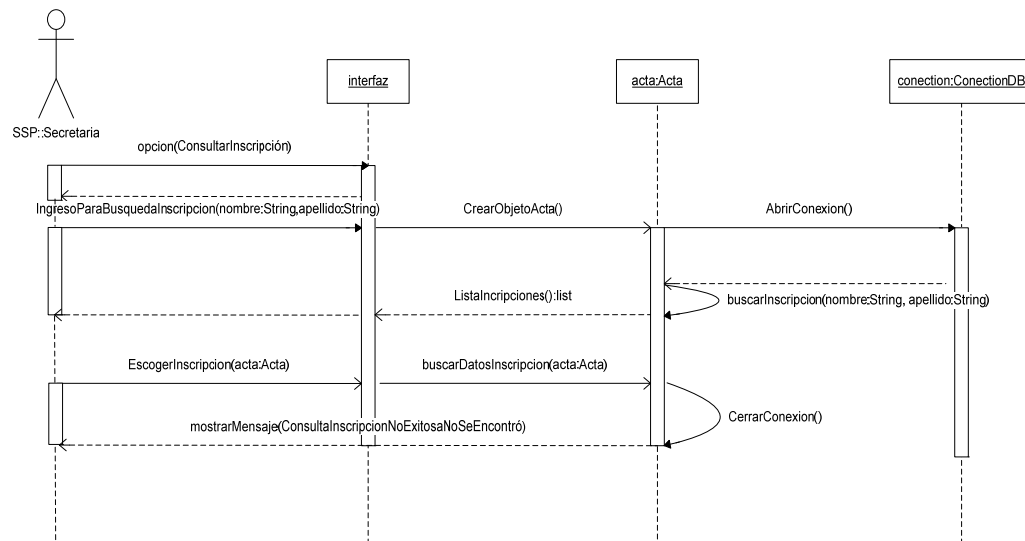 interfaz
acta:Acta
conection:ConectionDB
SSP::Secretaria
opcion(ConsultarInscripción)
IngresoParaBusquedaInscripcion(nombre:String,apellido:String)
CrearObjetoActa()
AbrirConexion()
ListaIncripciones():list
buscarInscripcion(nombre:String, apellido:String)
EscogerInscripcion(acta:Acta)
buscarDatosInscripcion(acta:Acta)
CerrarConexion()
mostrarMensaje(ConsultaInscripcionNoExitosaNoSeEncontró)